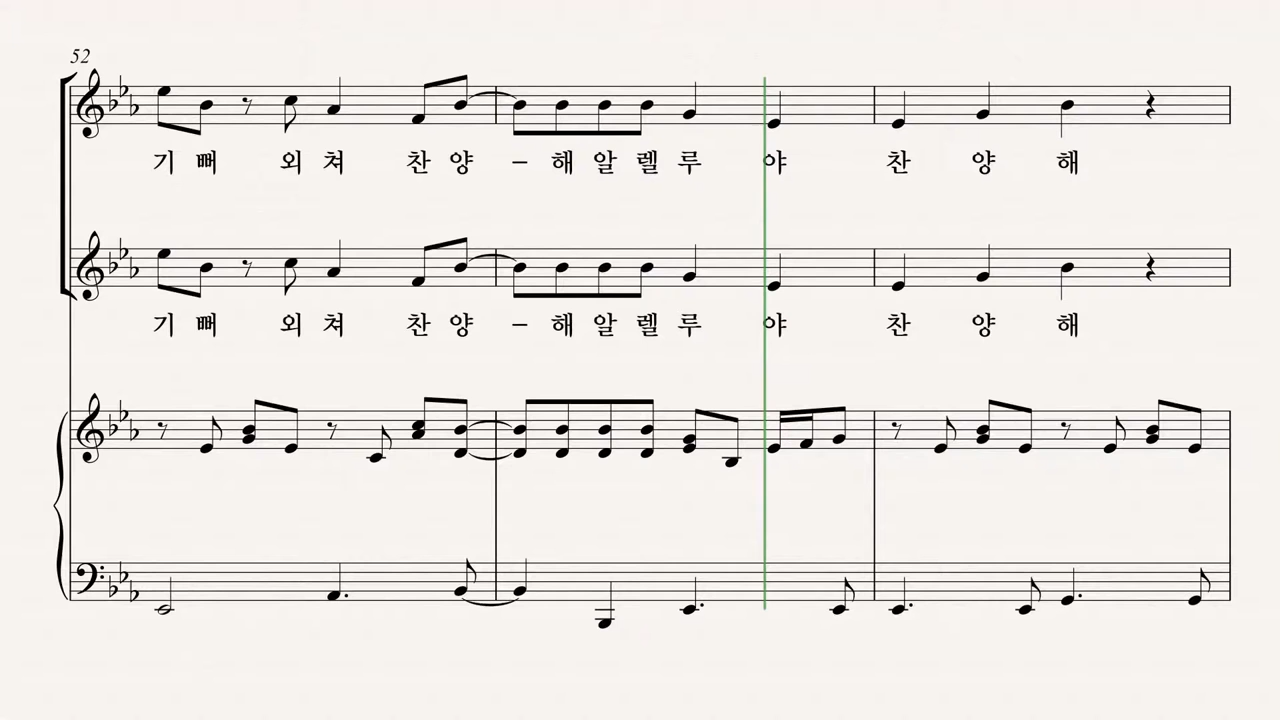 52
기 뻐 외 쳐 찬 양 – 해 알 렐 루 야 찬 양 해
기 뻐 외 쳐 찬 양 – 해 알 렐 루 야 찬 양 해